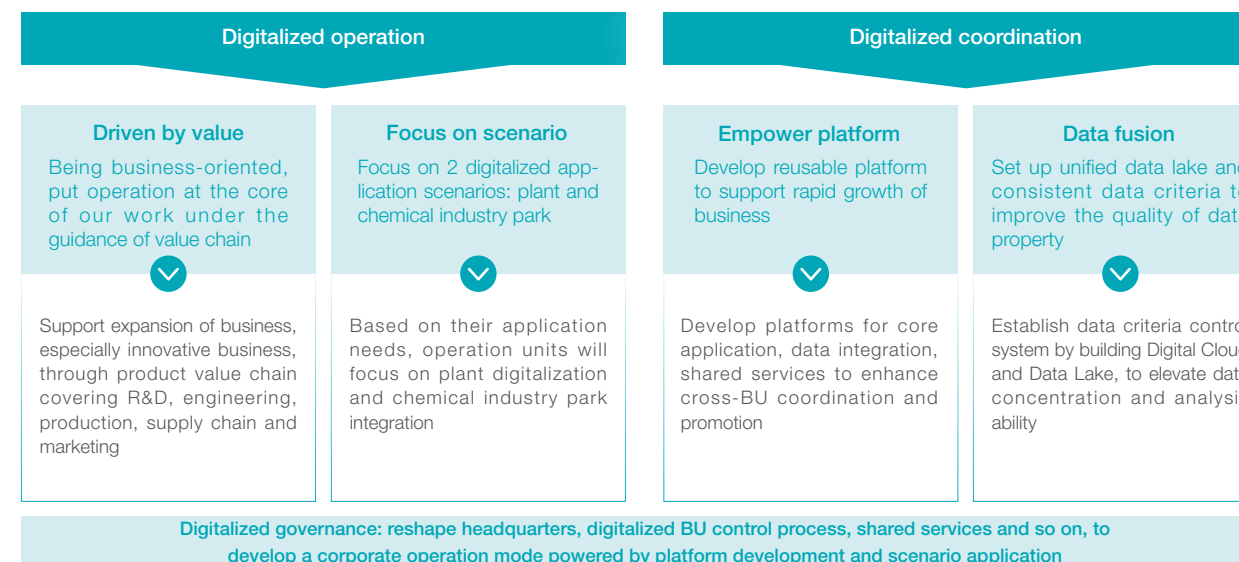 Digitalized operation
Digitalized coordination
Driven by value
Being business-oriented,
put operation at the core
of our work under the
guidance of value chain
Support expansion of business,
especially innovative business,
through product value chain
covering R&D, engineering,
production, supply chain and
marketing
Focus on scenario
Focus on 2 digitalized app-
lication scenarios: plant and
chemical industry park
Based on their application
needs, operation units will
focus on plant digitalization
and chemical industry park
integration
Empower platform
Develop reusable platform
to support rapid growth of
business
Develop platforms for core
application, data integration,
shared services to enhance
cross-BU coordination and
promotion
Data fusion
Set up unified data lake and
consistent data criteria to
improve the quality of data
property
Establish data criteria control
system by building Digital Cloud
and Data Lake, to elevate data
concentration and analysis
ability
Digitalized governance: reshape headquarters, digitalized BU control process, shared services and so on, to
develop a corporate operation mode powered by platform development and scenario application